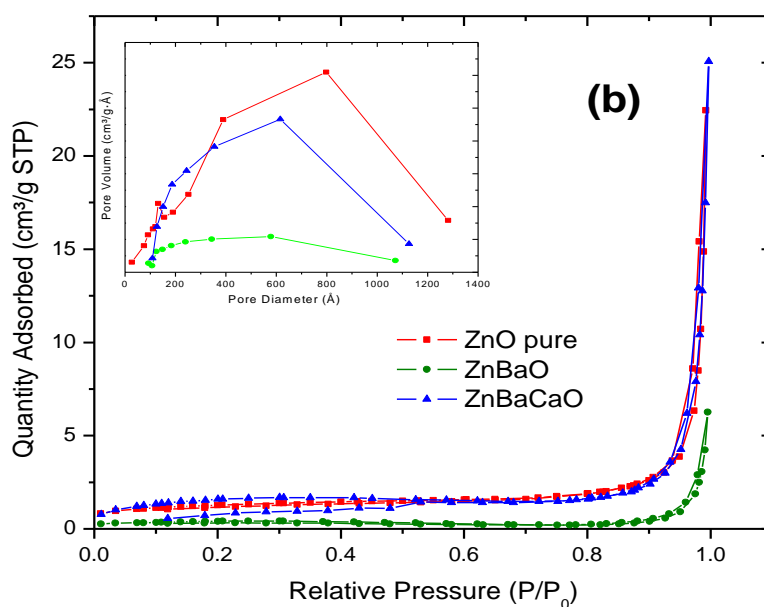 (b)
Pore Volume (cm³/g·Å)
0 200 400 600 800 1000 1200 1400
Pore Diameter (Å)
Quantity Adsorbed (cm³/g STP)
25
20
15
10
5
0
ZnO pure
ZnBaO
ZnBaCaO
0.0 0.2 0.4 0.6 0.8 1.0
Relative Pressure (P/P₀)